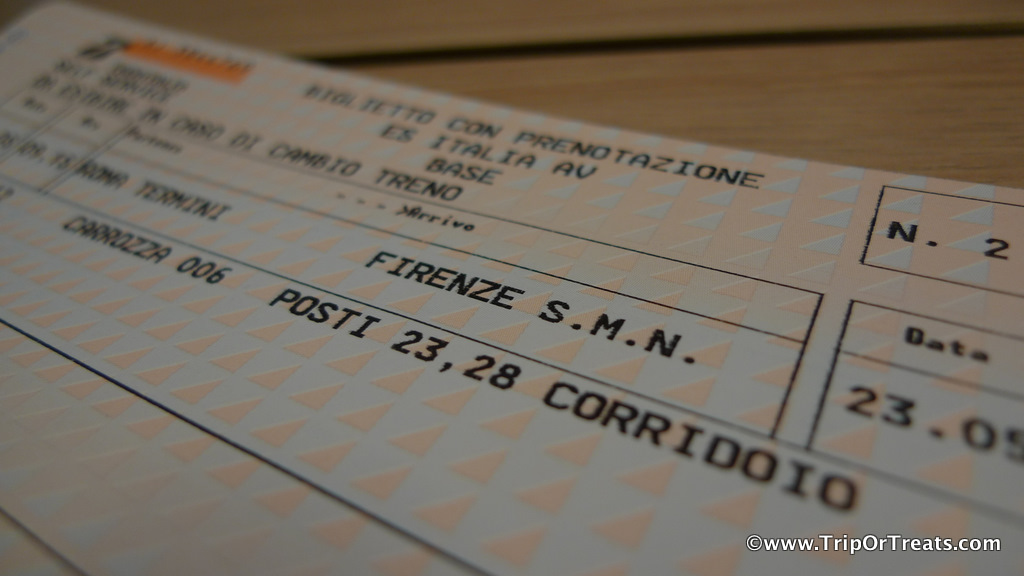 BIGLIETTO CON PRENOTAZIONE
ES ITALIA AV
BASE
IN CASO DI CAMBIO TRENO
N. 2
>Arrivo
Data
ROMA TERMINI
FIRENZE S.M.N.
23.05
CARROZZA 006
POSTI 23,28 CORRIDOIO
©www.TripOrTreats.com